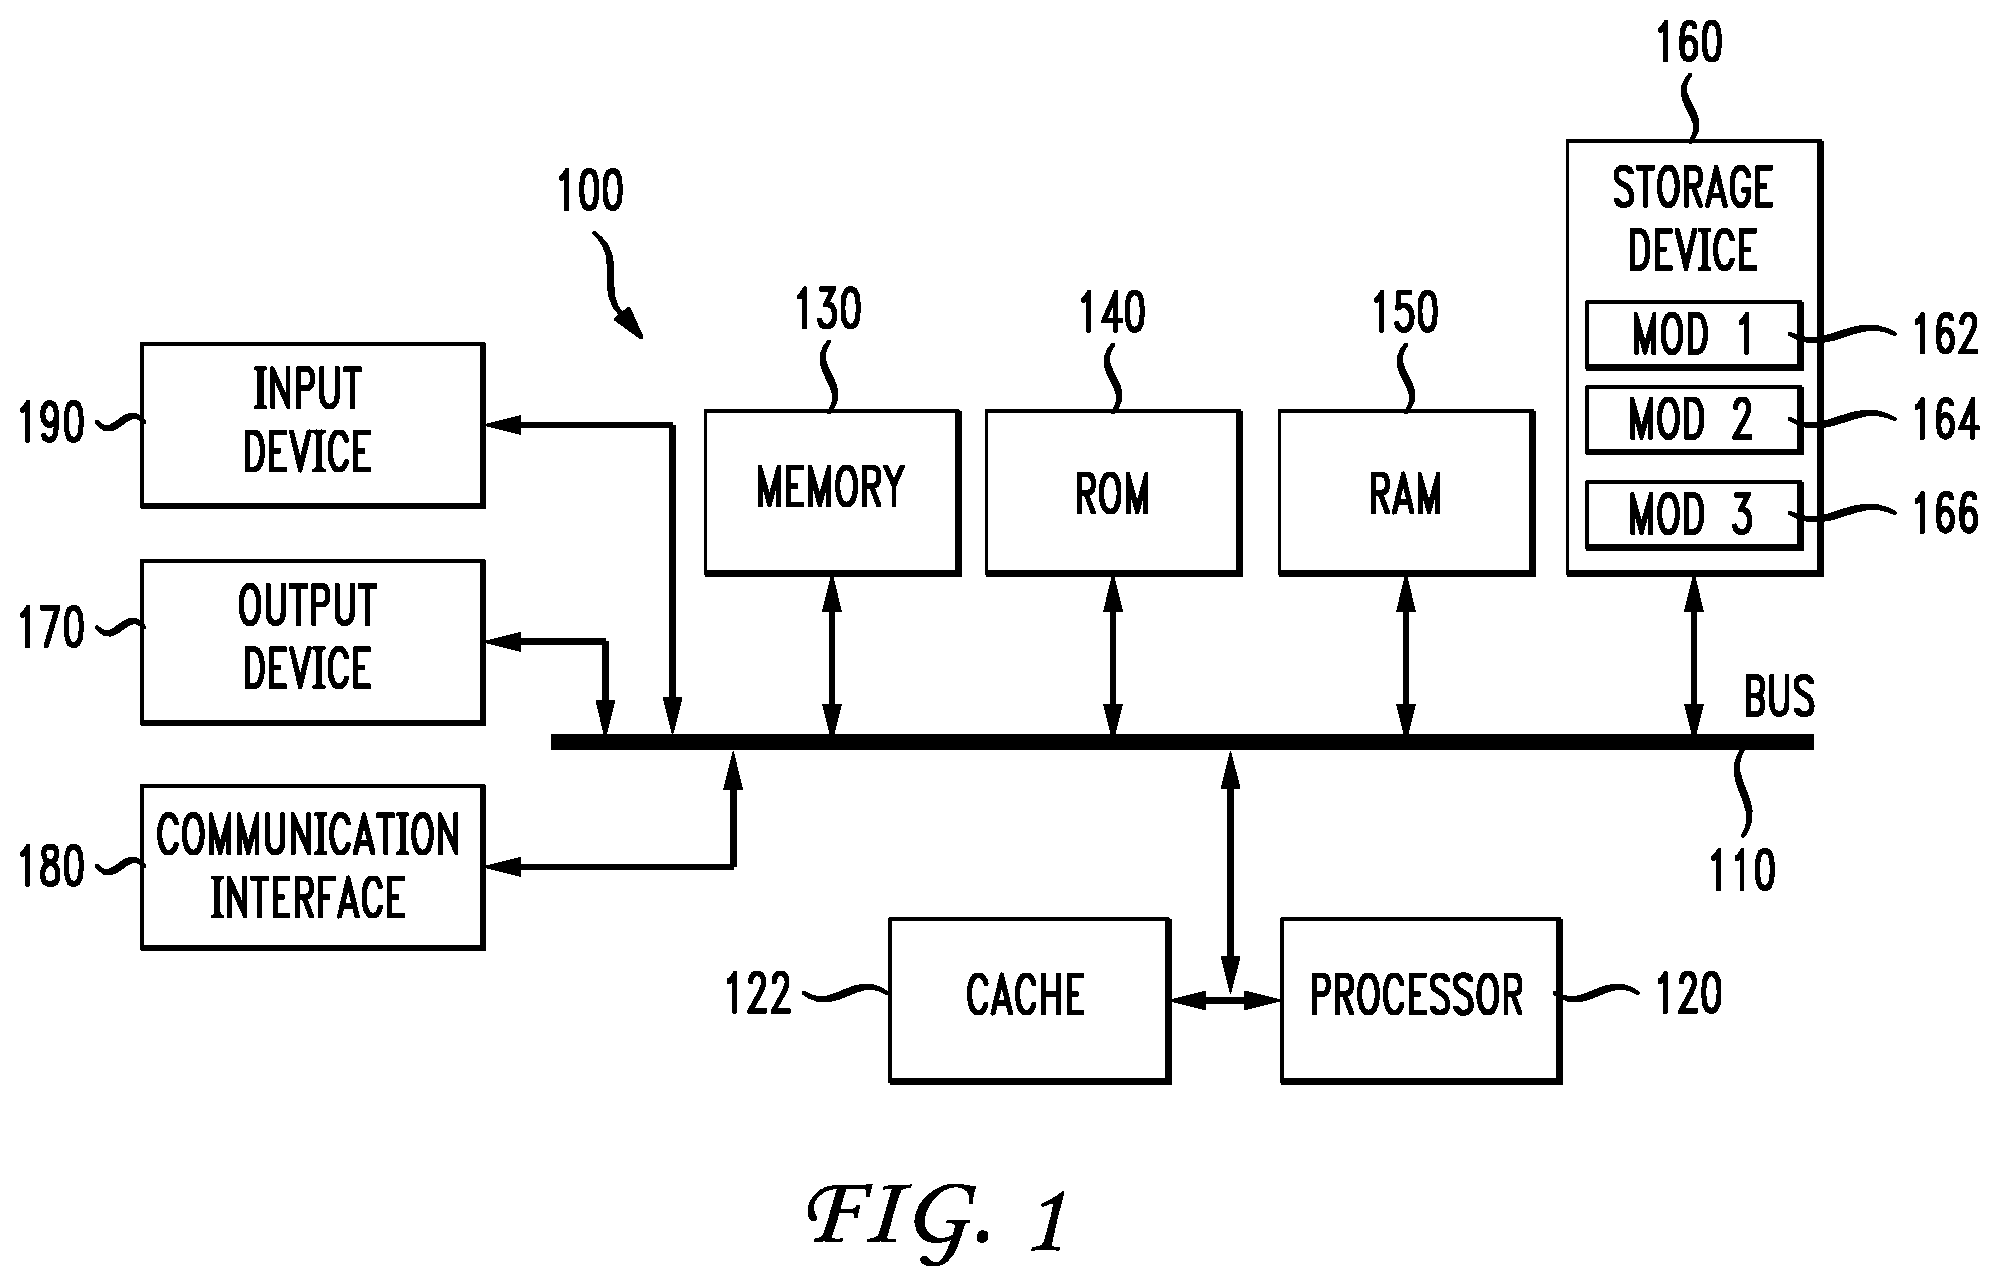 160
STORAGE
DEVICE
100
130
140
150
MOD 1
162
INPUT
DEVICE
190
MOD 2
164
MEMORY
ROM
RAM
MOD 3
166
OUTPUT
DEVICE
170
BUS
COMMUNICATION
INTERFACE
180
110
122
CACHE
PROCESSOR
120
FIG. 1